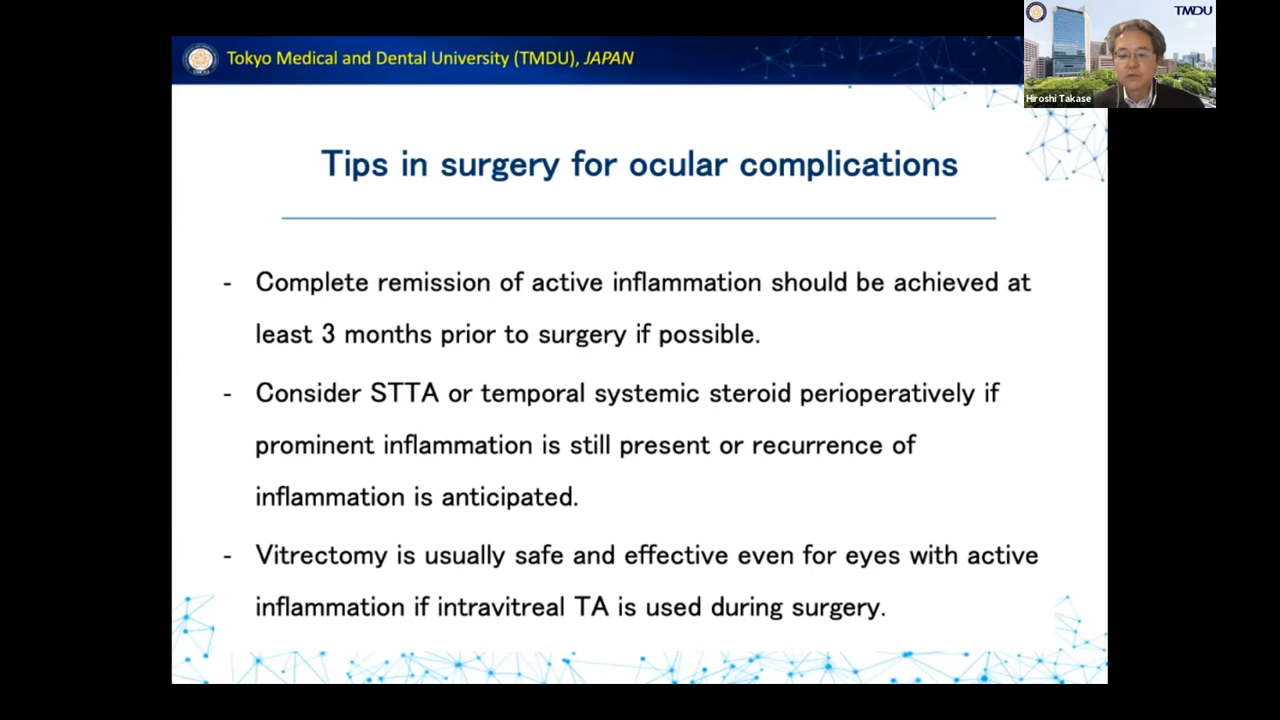 TMDU
Hiroshi Takase
Tokyo Medical and Dental University (TMDU), JAPAN
Tips in surgery for ocular complications
- Complete remission of active inflammation should be achieved at
least 3 months prior to surgery if possible.
- Consider STTA or temporal systemic steroid perioperatively if
prominent inflammation is still present or recurrence of
inflammation is anticipated.
- Vitrectomy is usually safe and effective even for eyes with active
inflammation if intravitreal TA is used during surgery.